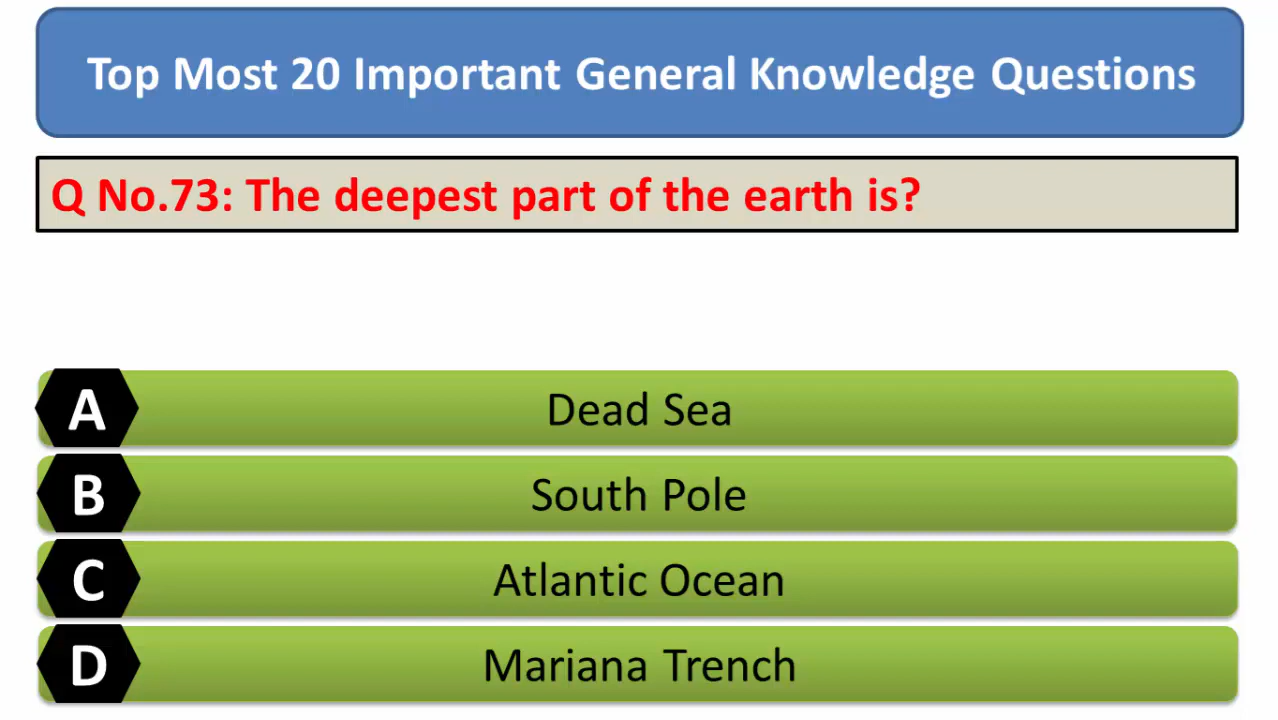 Top Most 20 Important General Knowledge Questions
Q No.73: The deepest part of the earth is?
A Dead Sea
B South Pole
C Atlantic Ocean
D Mariana Trench